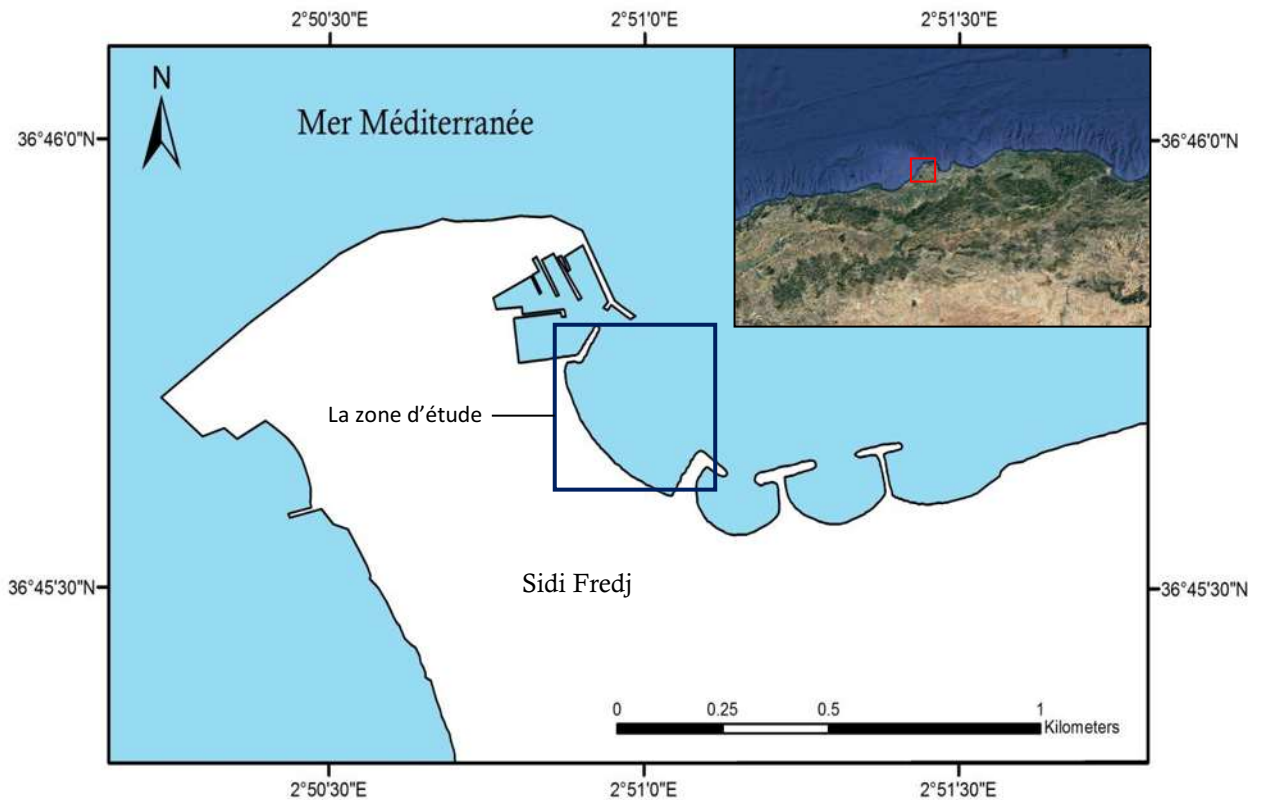 2°50'30"E 2°51'0"E 2°51'30"E
N
Mer Méditerranée
36°46'0"N 36°46'0"N
La zone d'étude
Sidi Fredj
36°45'30"N 36°45'30"N
0 0.25 0.5 1
Kilometers
2°50'30"E 2°51'0"E 2°51'30"E